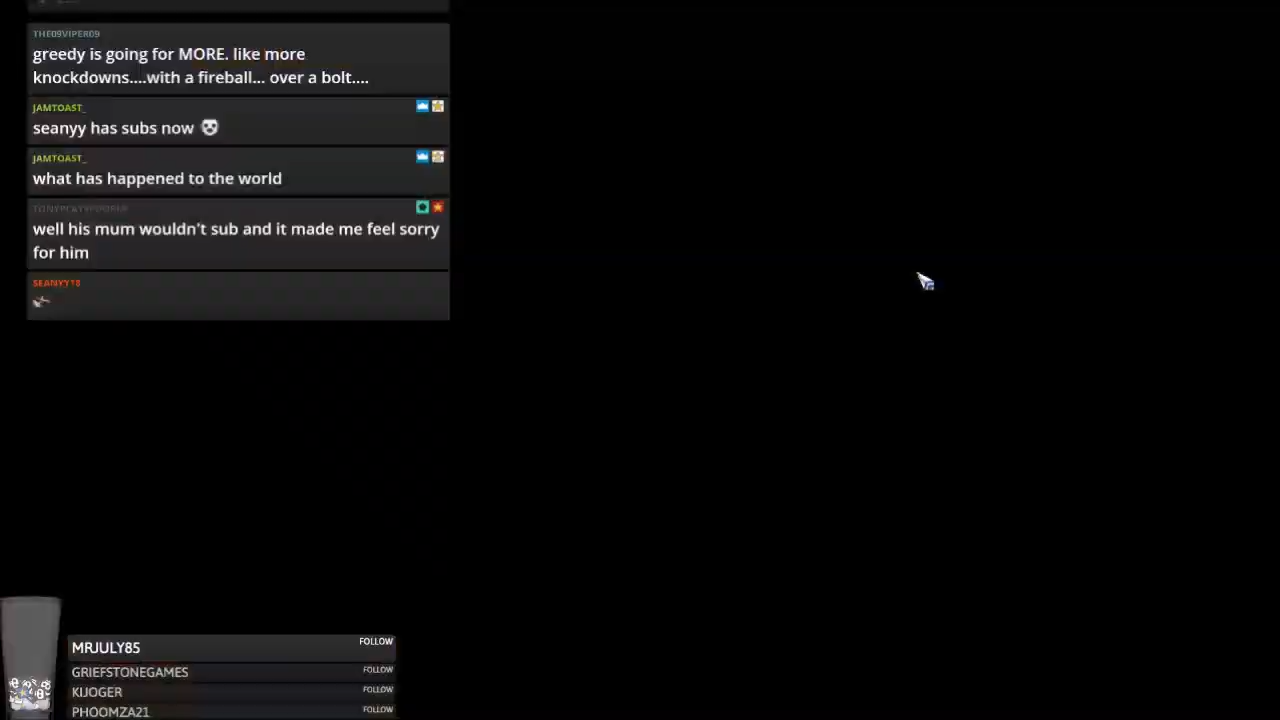 THE09VIPER09
greedy is going for MORE. like more
knockdowns....with a fireball... over a bolt....
JAMTOAST_
seanyy has subs now
JAMTOAST_
what has happened to the world
well his mum wouldn't sub and it made me feel sorry
for him
SEANYY18
MRJULY85 FOLLOW
GRIEFSTONEGAMES FOLLOW
KIJOGER FOLLOW
PHOOMZA21 FOLLOW